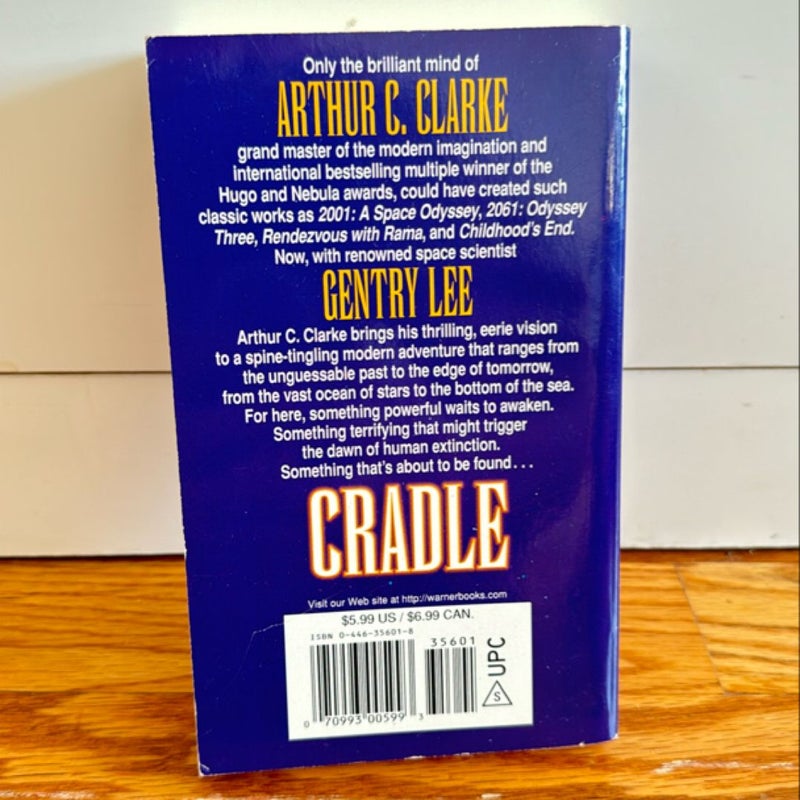 Only the brilliant mind of
ARTHUR C. CLARKE
grand master of the modern imagination and
international bestselling multiple winner of the
Hugo and Nebula awards, could have created such
classic works as 2001: A Space Odyssey, 2061: Odyssey
Three, Rendezvous with Rama, and Childhood's End.
Now, with renowned space scientist
GENTRY LEE
Arthur C. Clarke brings his thrilling, eerie vision
to a spine-tingling modern adventure that ranges from
the unguessable past to the edge of tomorrow,
from the vast ocean of stars to the bottom of the sea.
For here, something powerful waits to awaken.
Something terrifying that might trigger
the dawn of human extinction.
Something that's about to be found...
CRADLE
Visit our Web site at http://warnerbooks.com
$5.99 US / $6.99 CAN.
ISBN 0-446-35601-8
35601
0 70993 00599 3
S UPC